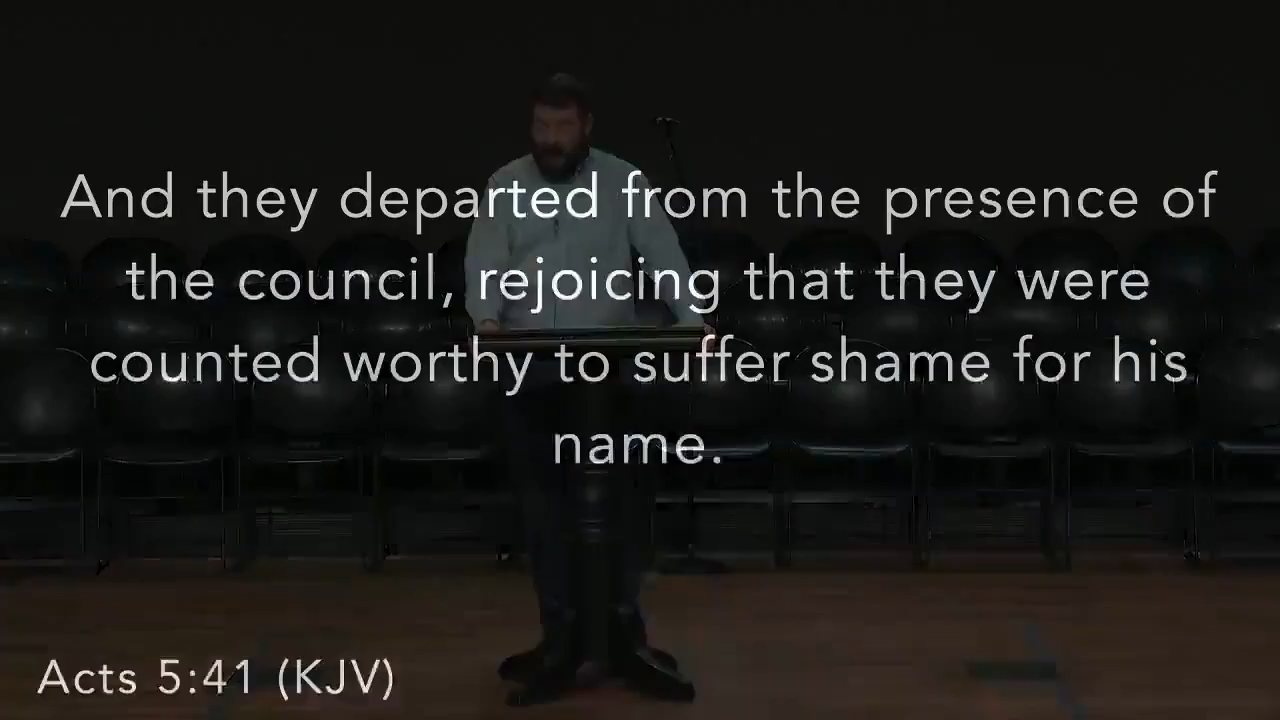 And they departed from the presence of
the council, rejoicing that they were
counted worthy to suffer shame for his
name.
Acts 5:41 (KJV)